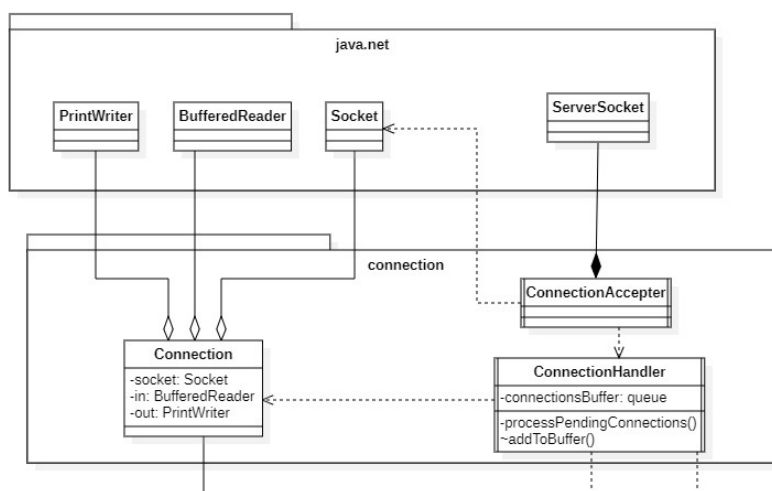 java.net
PrintWriter
BufferedReader
Socket
ServerSocket
connection
ConnectionAccepter
Connection
-socket: Socket
-in: BufferedReader
-out: PrintWriter
ConnectionHandler
-connectionsBuffer: queue
-processPendingConnections()
~addToBuffer()